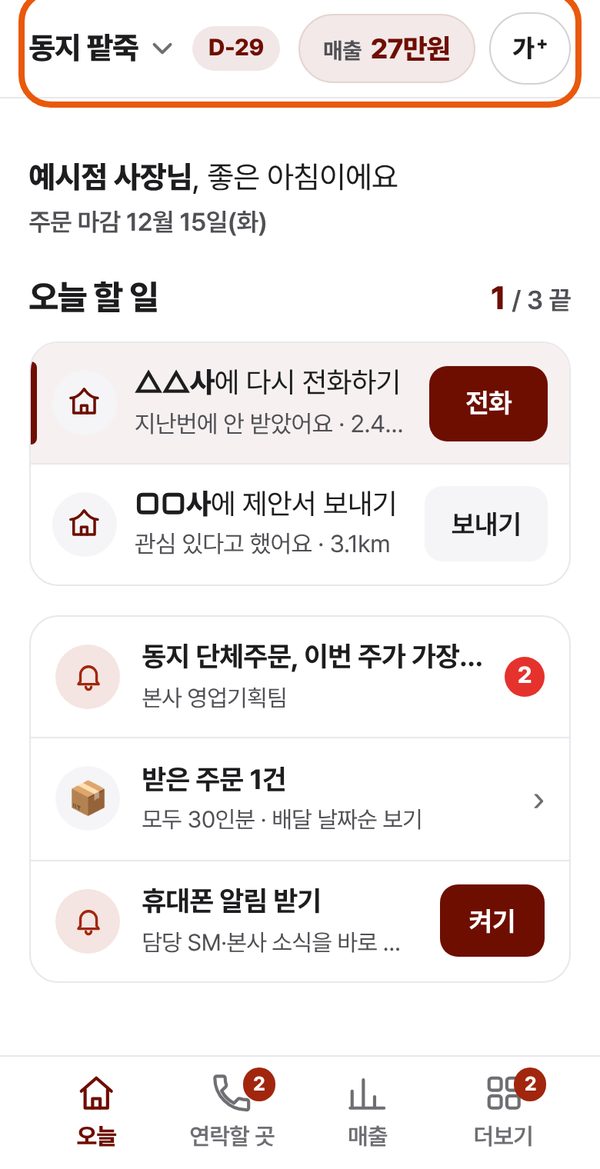 동지 팥죽 D-29 매출 27만원 가⁺
예시점 사장님, 좋은 아침이에요
주문 마감 12월 15일(화)
오늘 할 일 1 / 3 끝
△△사에 다시 전화하기
지난번에 안 받았어요 · 2.4...
전화
□□사에 제안서 보내기
관심 있다고 했어요 · 3.1km
보내기
동지 단체주문, 이번 주가 가장...
본사 영업기획팀
2
받은 주문 1건
모두 30인분 · 배달 날짜순 보기
휴대폰 알림 받기
담당 SM·본사 소식을 바로 ...
켜기
2 2
오늘 연락할 곳 매출 더보기